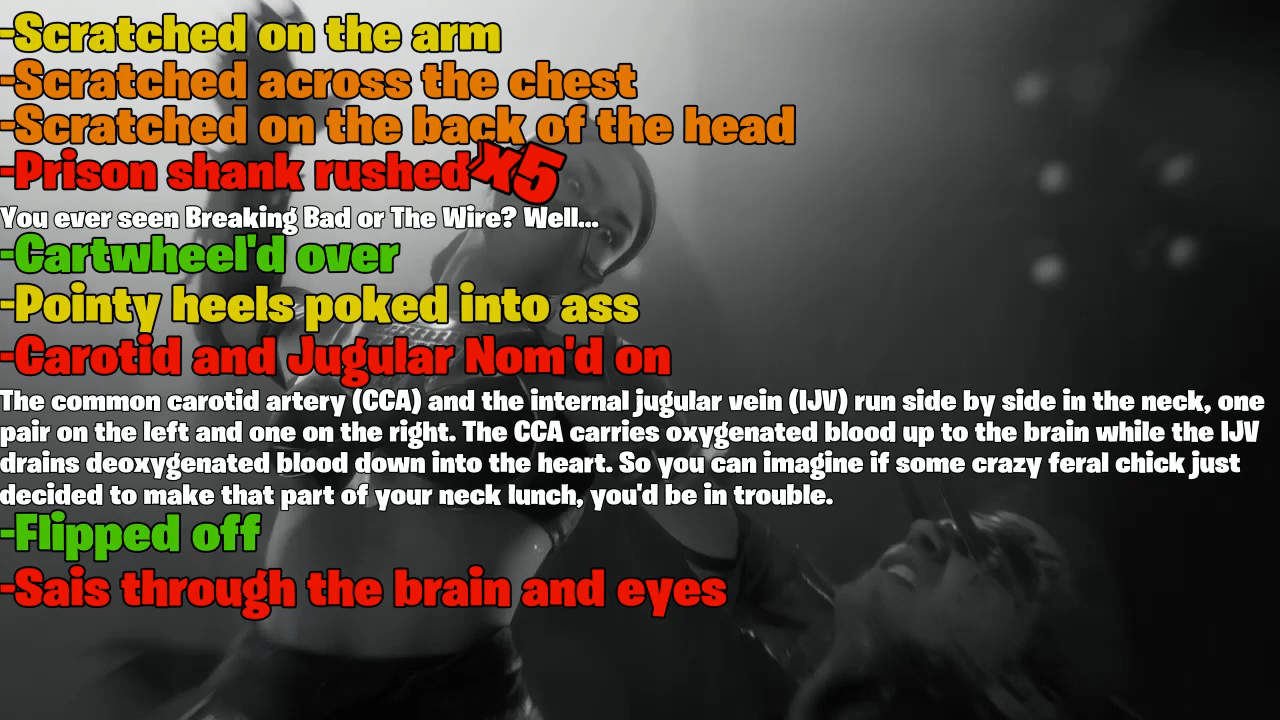 -Scratched on the arm
-Scratched across the chest
-Scratched on the back of the head
-Prison shank rushed x5
You ever seen Breaking Bad or The Wire? Well...
-Cartwheel'd over
-Pointy heels poked into ass
-Carotid and Jugular Nom'd on
The common carotid artery (CCA) and the internal jugular vein (IJV) run side by side in the neck, one
pair on the left and one on the right. The CCA carries oxygenated blood up to the brain while the IJV
drains deoxygenated blood down into the heart. So you can imagine if some crazy feral chick just
decided to make that part of your neck lunch, you'd be in trouble.
-Flipped off
-Sais through the brain and eyes